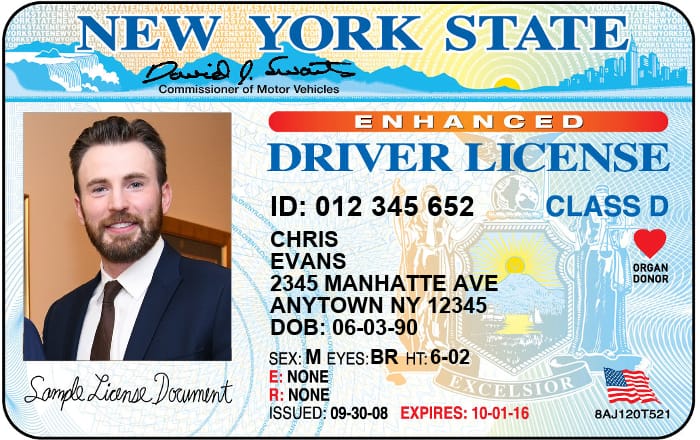 NEW YORK STATE
David J. Swarts
Commissioner of Motor Vehicles
ENHANCED
DRIVER LICENSE
ID: 012 345 652 CLASS D
CHRIS
EVANS
2345 MANHATTE AVE
ANYTOWN NY 12345
DOB: 06-03-90
ORGAN
DONOR
SEX: M EYES: BR HT: 6-02
E: NONE
R: NONE
ISSUED: 09-30-08 EXPIRES: 10-01-16
EXCELSIOR
8AJ120T521
Sample License Document